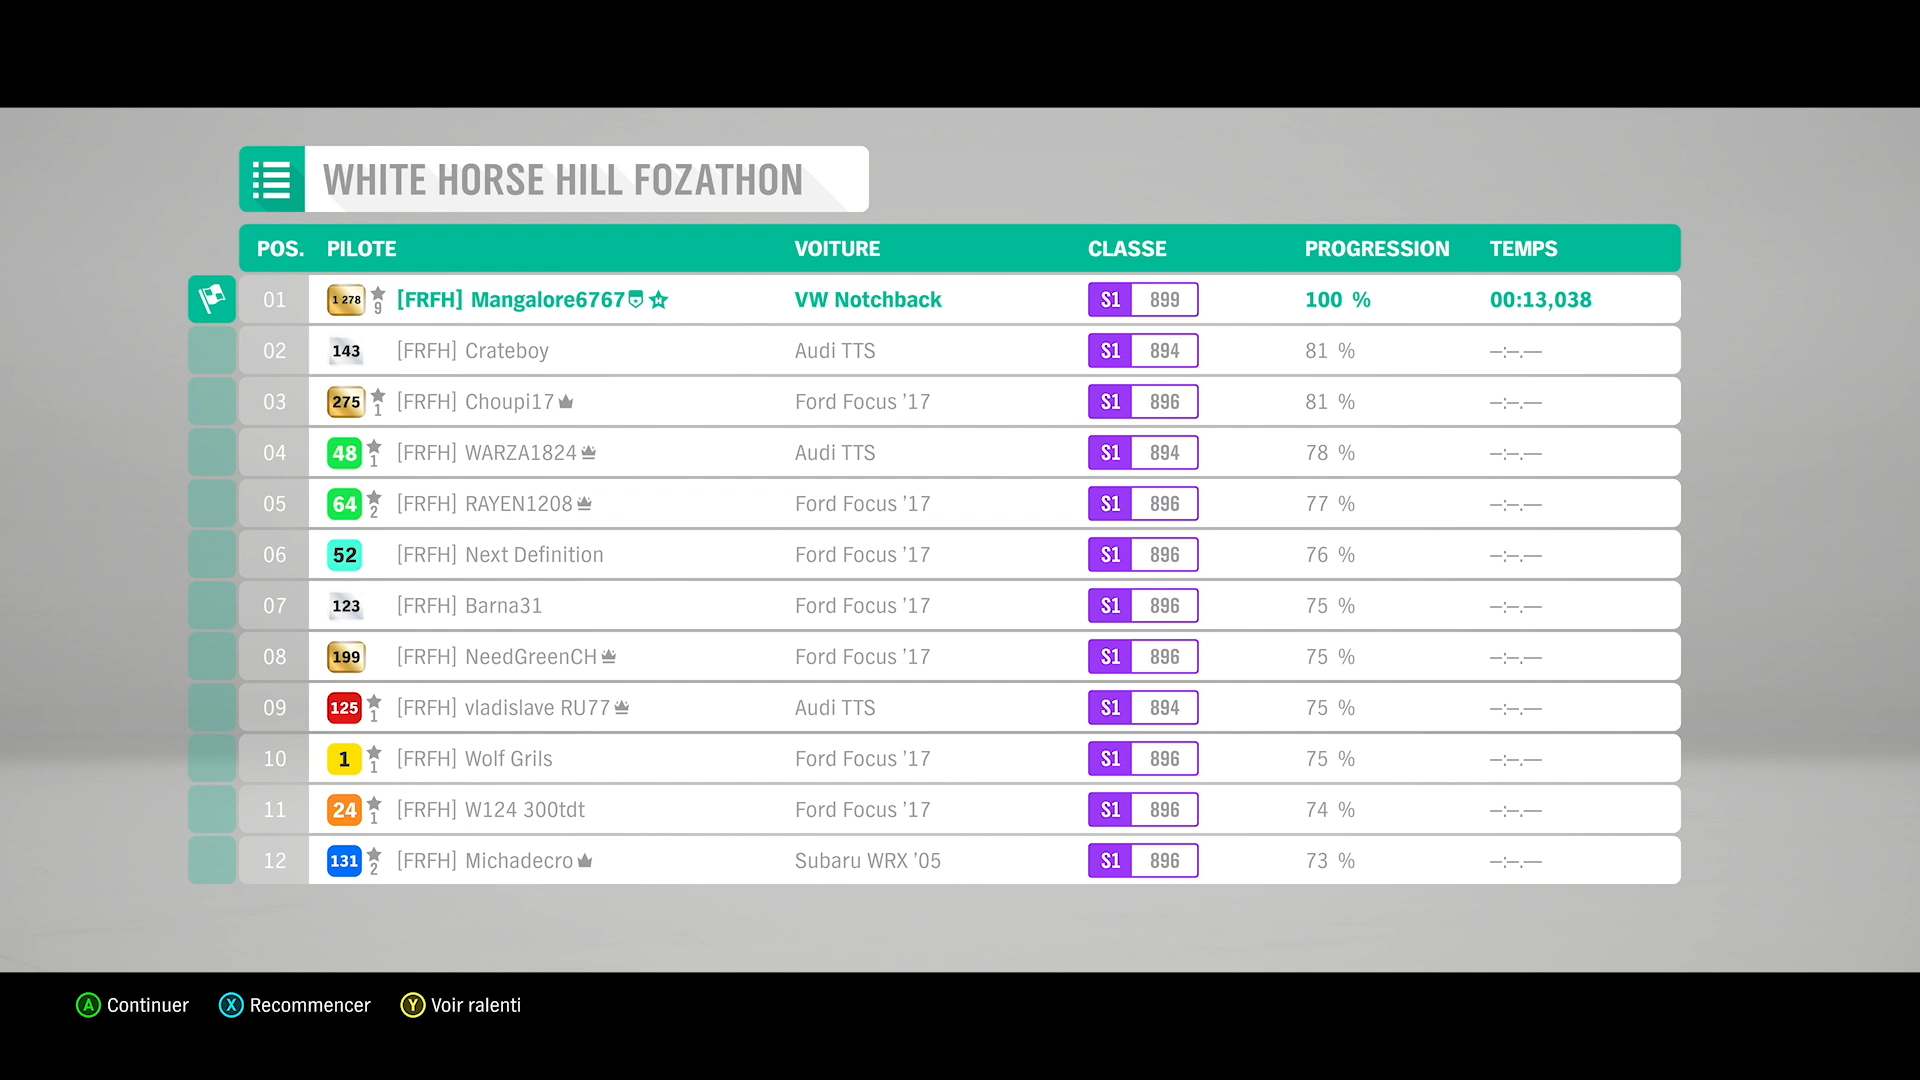 WHITE HORSE HILL FOZATHON
POS. PILOTE VOITURE CLASSE PROGRESSION TEMPS
01 1 278 9 [FRFH] Mangalore6767 VW Notchback S1 899 100 % 00:13,038
02 143 [FRFH] Crateboy Audi TTS S1 894 81 % --:--.---
03 275 1 [FRFH] Choupi17 Ford Focus '17 S1 896 81 % --:--.---
04 48 1 [FRFH] WARZA1824 Audi TTS S1 894 78 % --:--.---
05 64 2 [FRFH] RAYEN1208 Ford Focus '17 S1 896 77 % --:--.---
06 52 [FRFH] Next Definition Ford Focus '17 S1 896 76 % --:--.---
07 123 [FRFH] Barna31 Ford Focus '17 S1 896 75 % --:--.---
08 199 [FRFH] NeedGreenCH Ford Focus '17 S1 896 75 % --:--.---
09 125 1 [FRFH] vladislave RU77 Audi TTS S1 894 75 % --:--.---
10 1 1 [FRFH] Wolf Grils Ford Focus '17 S1 896 75 % --:--.---
11 24 1 [FRFH] W124 300tdt Ford Focus '17 S1 896 74 % --:--.---
12 131 2 [FRFH] Michadecro Subaru WRX '05 S1 896 73 % --:--.---
A Continuer X Recommencer Y Voir ralenti